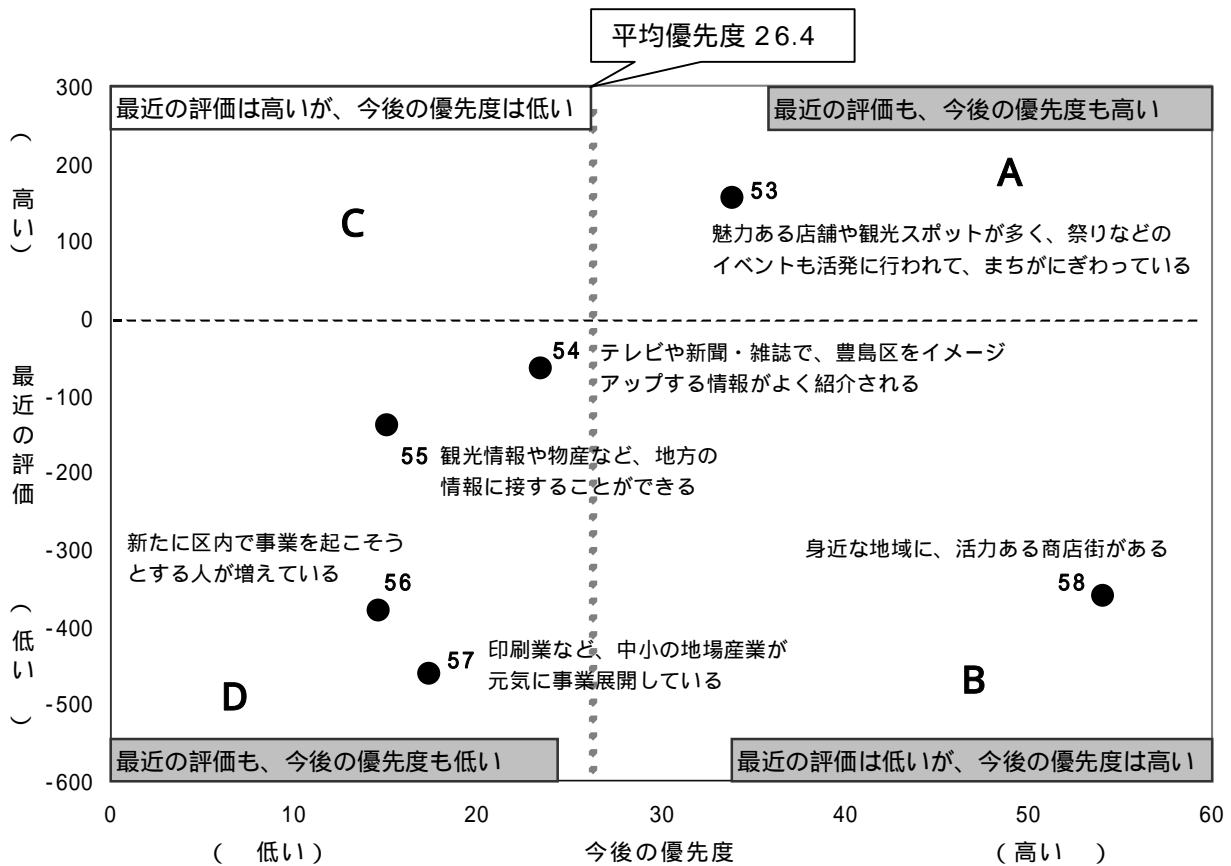 平均優先度 26.4
300
最近の評価は高いが、今後の優先度は低い
最近の評価も、今後の優先度も高い
200
100
0
-100
-200
-300
-400
-500
-600
（ 高い ）
最近の評価
（ 低い ）
A
C
53
魅力ある店舗や観光スポットが多く、祭りなどの
イベントも活発に行われて、まちがにぎわっている
54
テレビや新聞・雑誌で、豊島区をイメージ
アップする情報がよく紹介される
55
観光情報や物産など、地方の
情報に接することができる
新たに区内で事業を起こそう
とする人が増えている
56
身近な地域に、活力ある商店街がある
58
57
印刷業など、中小の地場産業が
元気に事業展開している
D
B
最近の評価も、今後の優先度も低い
最近の評価は低いが、今後の優先度は高い
0 10 20 30 40 50 60
（ 低い ） 今後の優先度 （ 高い ）